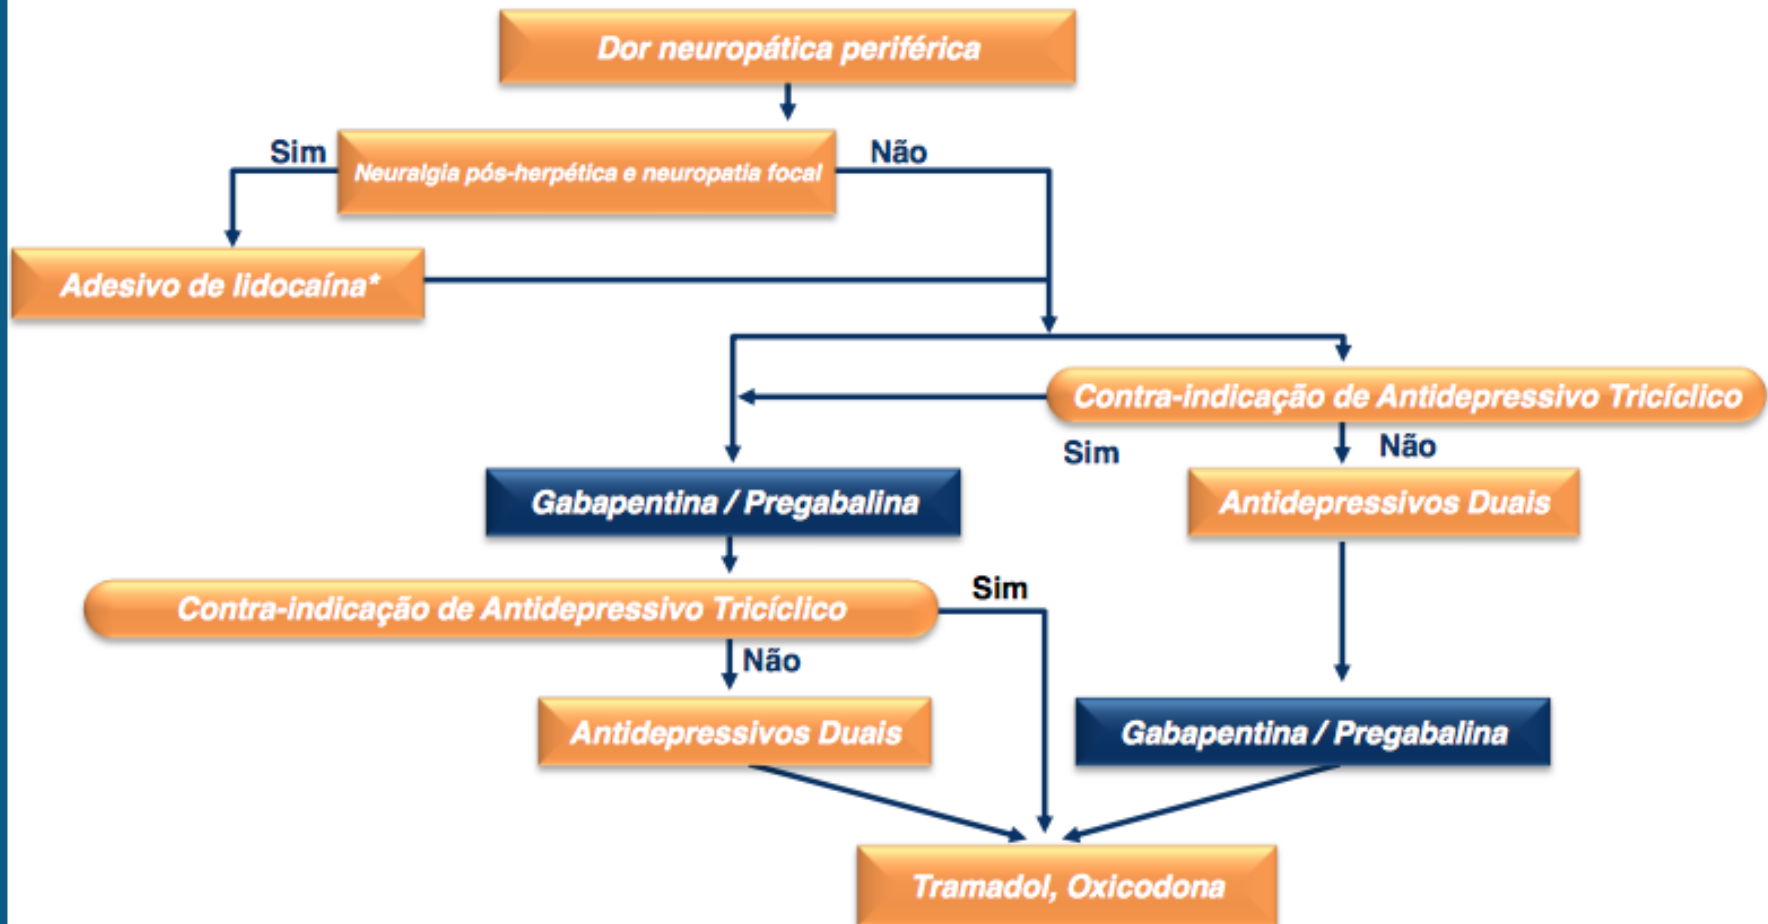 Dor neuropática periférica
Sim
Não
Neuralgia pós-herpética e neuropatia focal
Adesivo de lidocaína*
Contra-indicação de Antidepressivo Tricíclico
Sim
Não
Gabapentina / Pregabalina
Antidepressivos Duais
Sim
Contra-indicação de Antidepressivo Tricíclico
Não
Antidepressivos Duais
Gabapentina / Pregabalina
Tramadol, Oxicodona